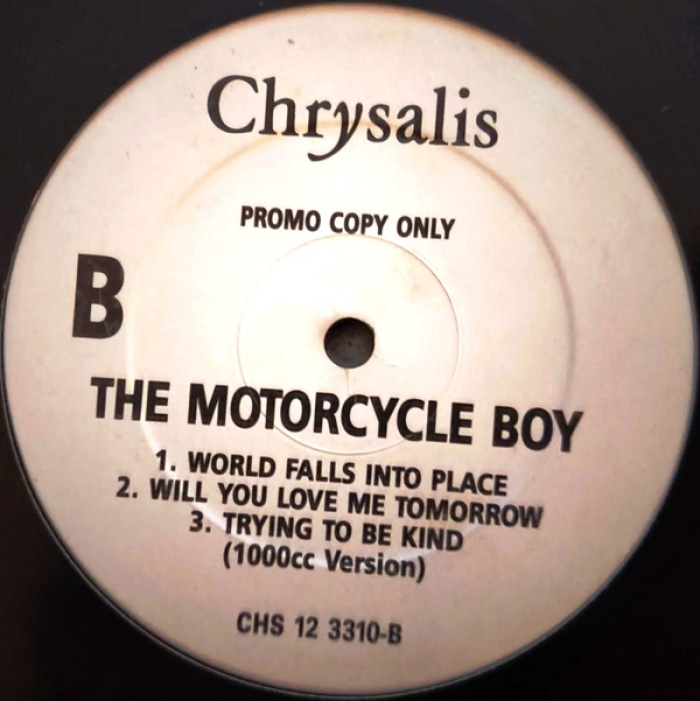 Chrysalis
PROMO COPY ONLY
B
THE MOTORCYCLE BOY
1. WORLD FALLS INTO PLACE
2. WILL YOU LOVE ME TOMORROW
3. TRYING TO BE KIND
(1000cc Version)
CHS 12 3310-B